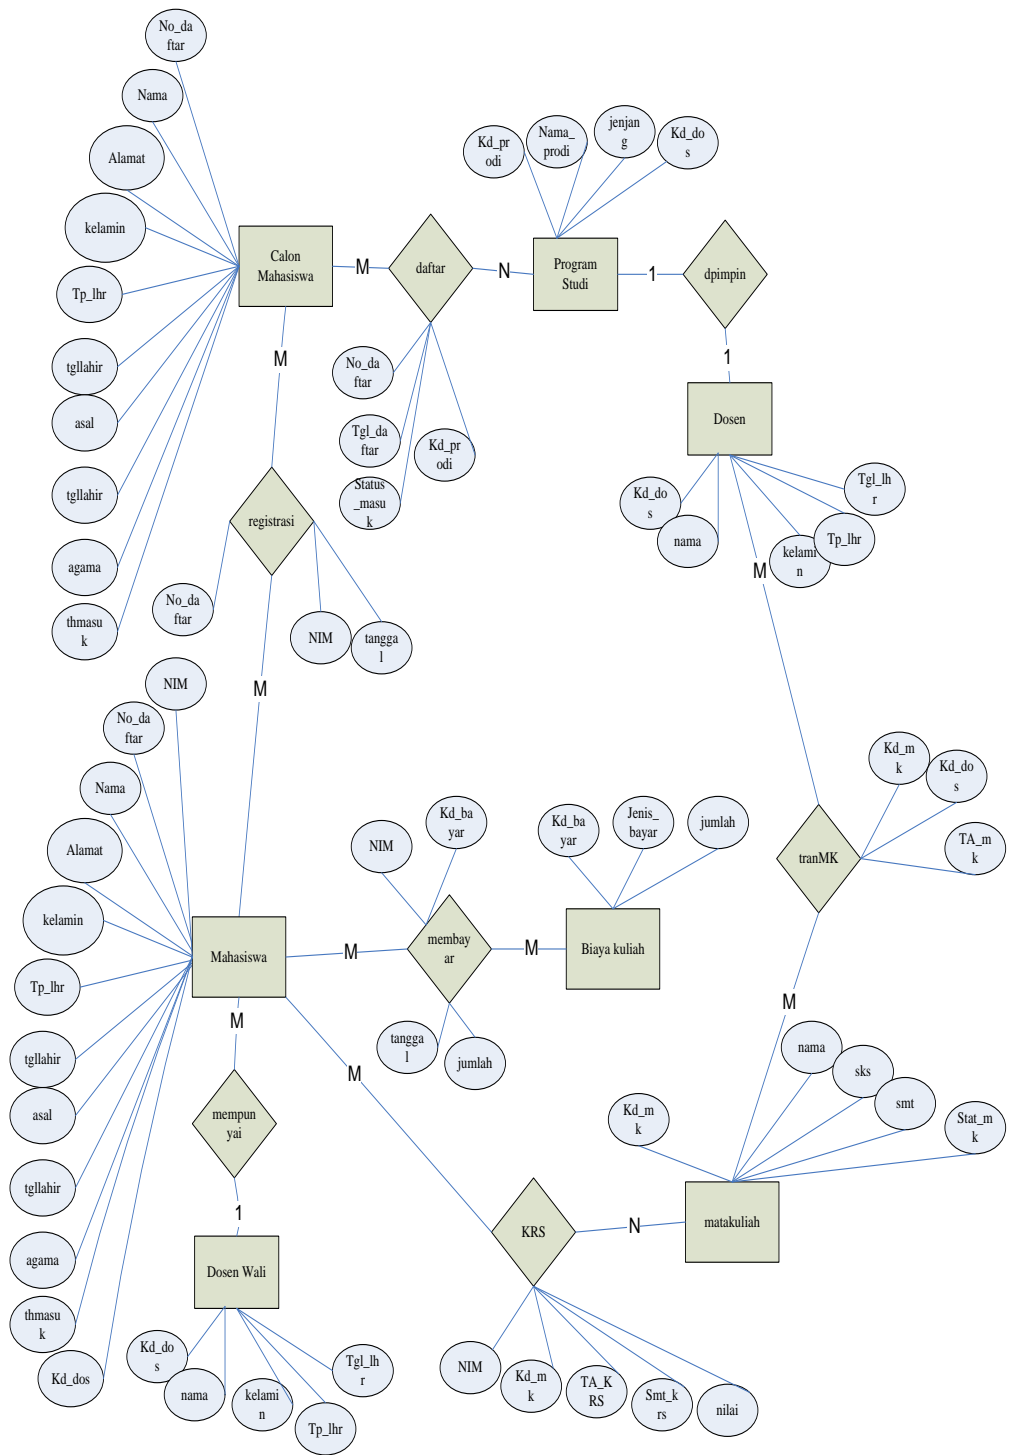 No_da
ftar
Nama
Alamat
kelamin
Tp_lhr
tgllahir
asal
tgllahir
agama
thmasu
k
Calon
Mahasiswa
M
daftar
N
Kd_pr
odi
Nama_
prodi
jenjan
g
Kd_do
s
Program
Studi
1
dpimpin
1
Dosen
No_da
ftar
Tgl_da
ftar
Status
_masu
k
Kd_pr
odi
Kd_do
s
nama
kelami
n
Tp_lhr
Tgl_lh
r
M
M
registrasi
No_da
ftar
NIM
tangga
l
M
NIM
No_da
ftar
Nama
Alamat
kelamin
Tp_lhr
tgllahir
asal
tgllahir
agama
thmasu
k
Kd_dos
Mahasiswa
M
NIM
Kd_ba
yar
membay
ar
tangga
l
jumlah
M
Kd_ba
yar
Jenis_
bayar
jumlah
Biaya kuliah
Kd_m
k
Kd_do
s
TA_m
k
tranMK
M
M
mempun
yai
1
Dosen Wali
Kd_do
s
nama
kelami
n
Tp_lhr
Tgl_lh
r
M
KRS
N
NIM
Kd_m
k
TA_K
RS
Smt_k
rs
nilai
Kd_m
k
nama
sks
smt
Stat_m
k
matakuliah